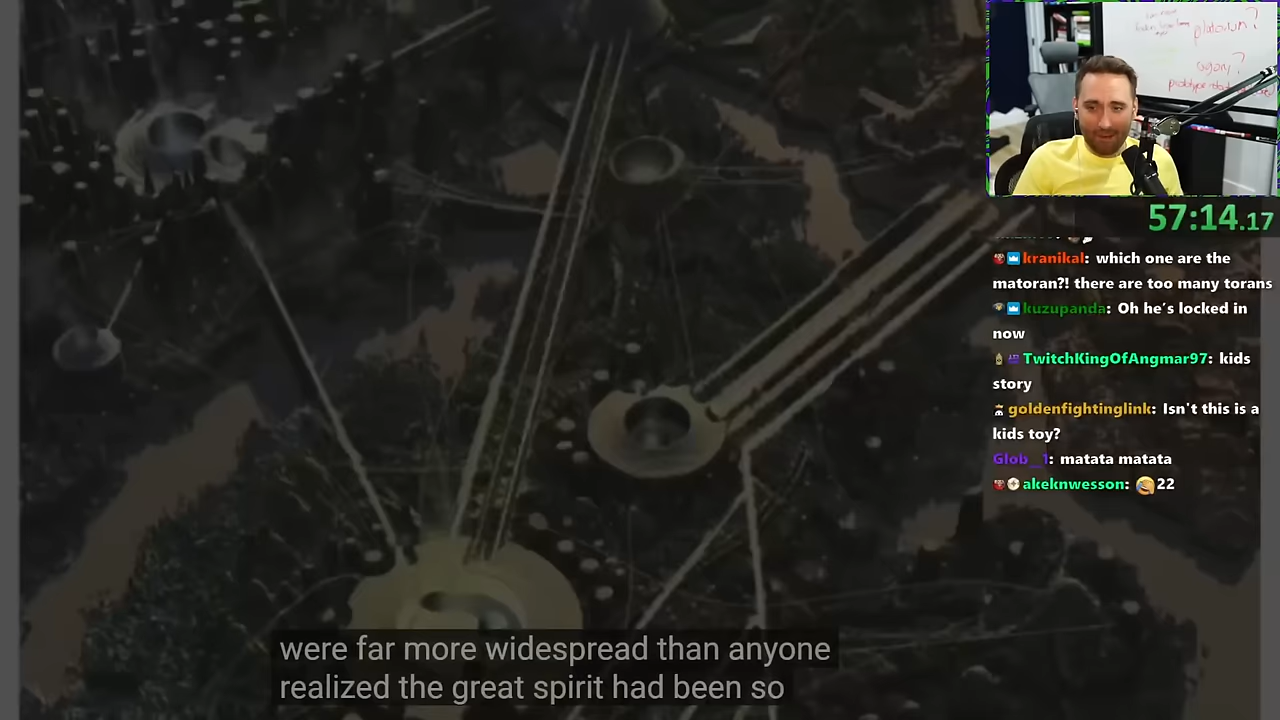 platorun?
agory?
57:14.17
kranikal: which one are the
matoran?! there are too many torans
kuzupanda: Oh he's locked in
now
TwitchKingOfAngmar97: kids
story
goldenfightinglink: Isn't this is a
kids toy?
Glob_1: matata matata
akeknwesson: 22
were far more widespread than anyone
realized the great spirit had been so